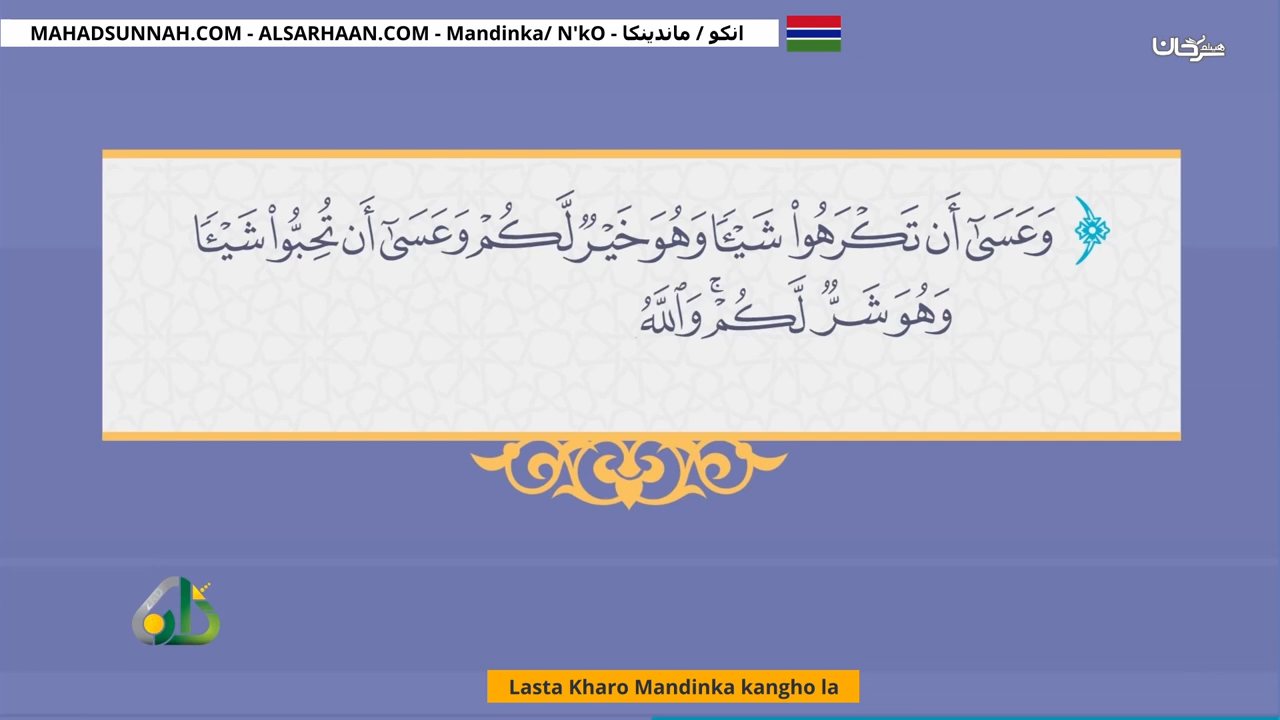 MAHADSUNNAH.COM - ALSARHAAN.COM - Mandinka/ N'kO - انكو / ماندينكا
وَعَسَىٰٓ أَن تَكْرَهُوا۟ شَيْـًٔا وَهُوَ خَيْرٌ لَّكُمْ وَعَسَىٰٓ أَن تُحِبُّوا۟ شَيْـًٔا
وَهُوَ شَرٌّ لَّكُمْ ۚ وَٱللَّهُ
Lasta Kharo Mandinka kangho la